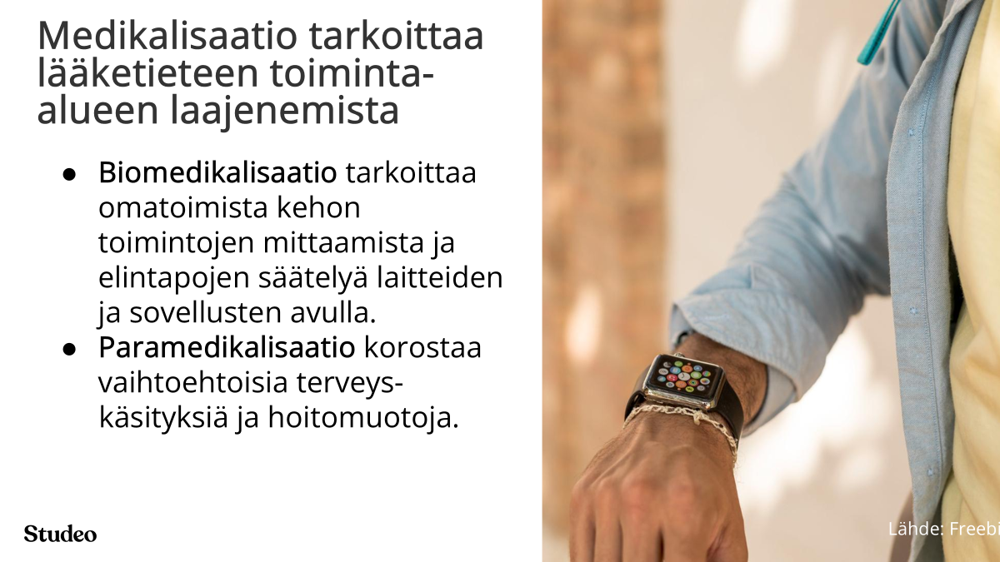 Medikalisaatio tarkoittaa
lääketieteen toiminta-
alueen laajenemista
● Biomedikalisaatio tarkoittaa
omatoimista kehon
toimintojen mittaamista ja
elintapojen säätelyä laitteiden
ja sovellusten avulla.
● Paramedikalisaatio korostaa
vaihtoehtoisia terveys-
käsityksiä ja hoitomuotoja.
Studeo
Lähde: Freebi